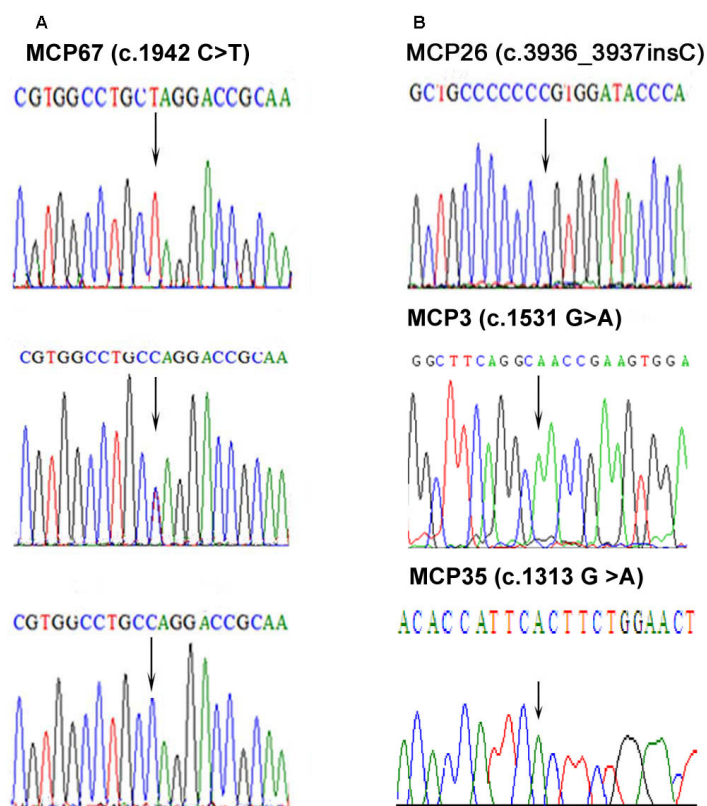 A
MCP67 (c.1942 C>T)
CGTGGCCTGCTAGGACCGCAA
CGTGGCCTGCCAGGACCGCAA
CGTGGCCTGCCAGGACCGCAA
B
MCP26 (c.3936_3937insC)
GCTGCCCCCCCGTGGATACCCA
MCP3 (c.1531 G>A)
GGCTTCAGGCAACCGAAGTGGA
MCP35 (c.1313 G >A)
ACACCATTCACTTCTGGAACT